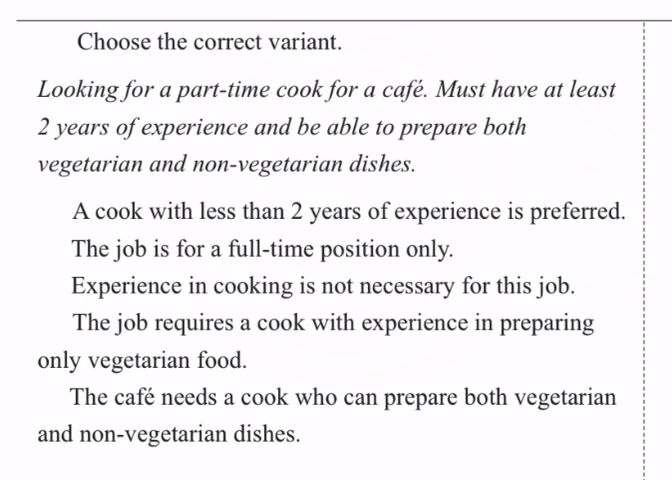 Choose the correct variant.
Looking for a part-time cook for a café. Must have at least
2 years of experience and be able to prepare both
vegetarian and non-vegetarian dishes.
A cook with less than 2 years of experience is preferred.
The job is for a full-time position only.
Experience in cooking is not necessary for this job.
The job requires a cook with experience in preparing
only vegetarian food.
The café needs a cook who can prepare both vegetarian
and non-vegetarian dishes.